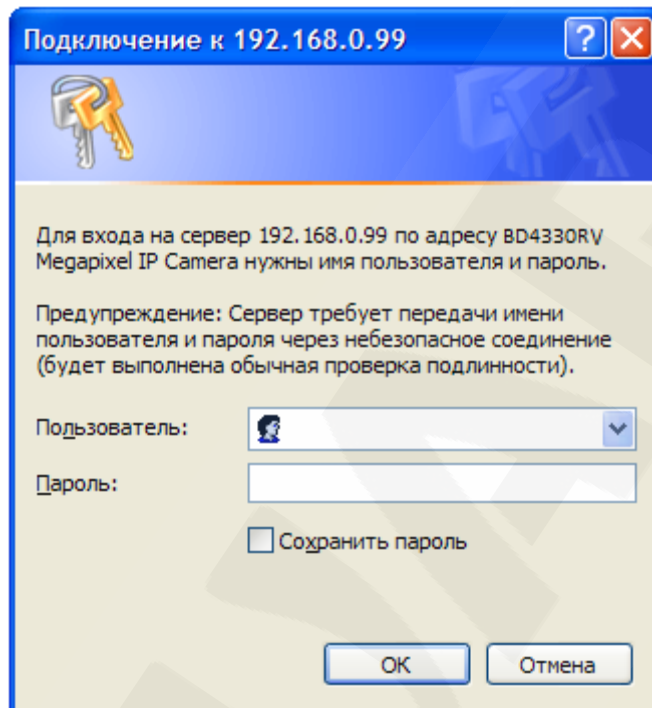 Подключение к 192.168.0.99
Для входа на сервер 192.168.0.99 по адресу BD4330RV
Megapixel IP Camera нужны имя пользователя и пароль.
Предупреждение: Сервер требует передачи имени
пользователя и пароля через небезопасное соединение
(будет выполнена обычная проверка подлинности).
Пользователь:
Пароль:
Сохранить пароль
ОК Отмена